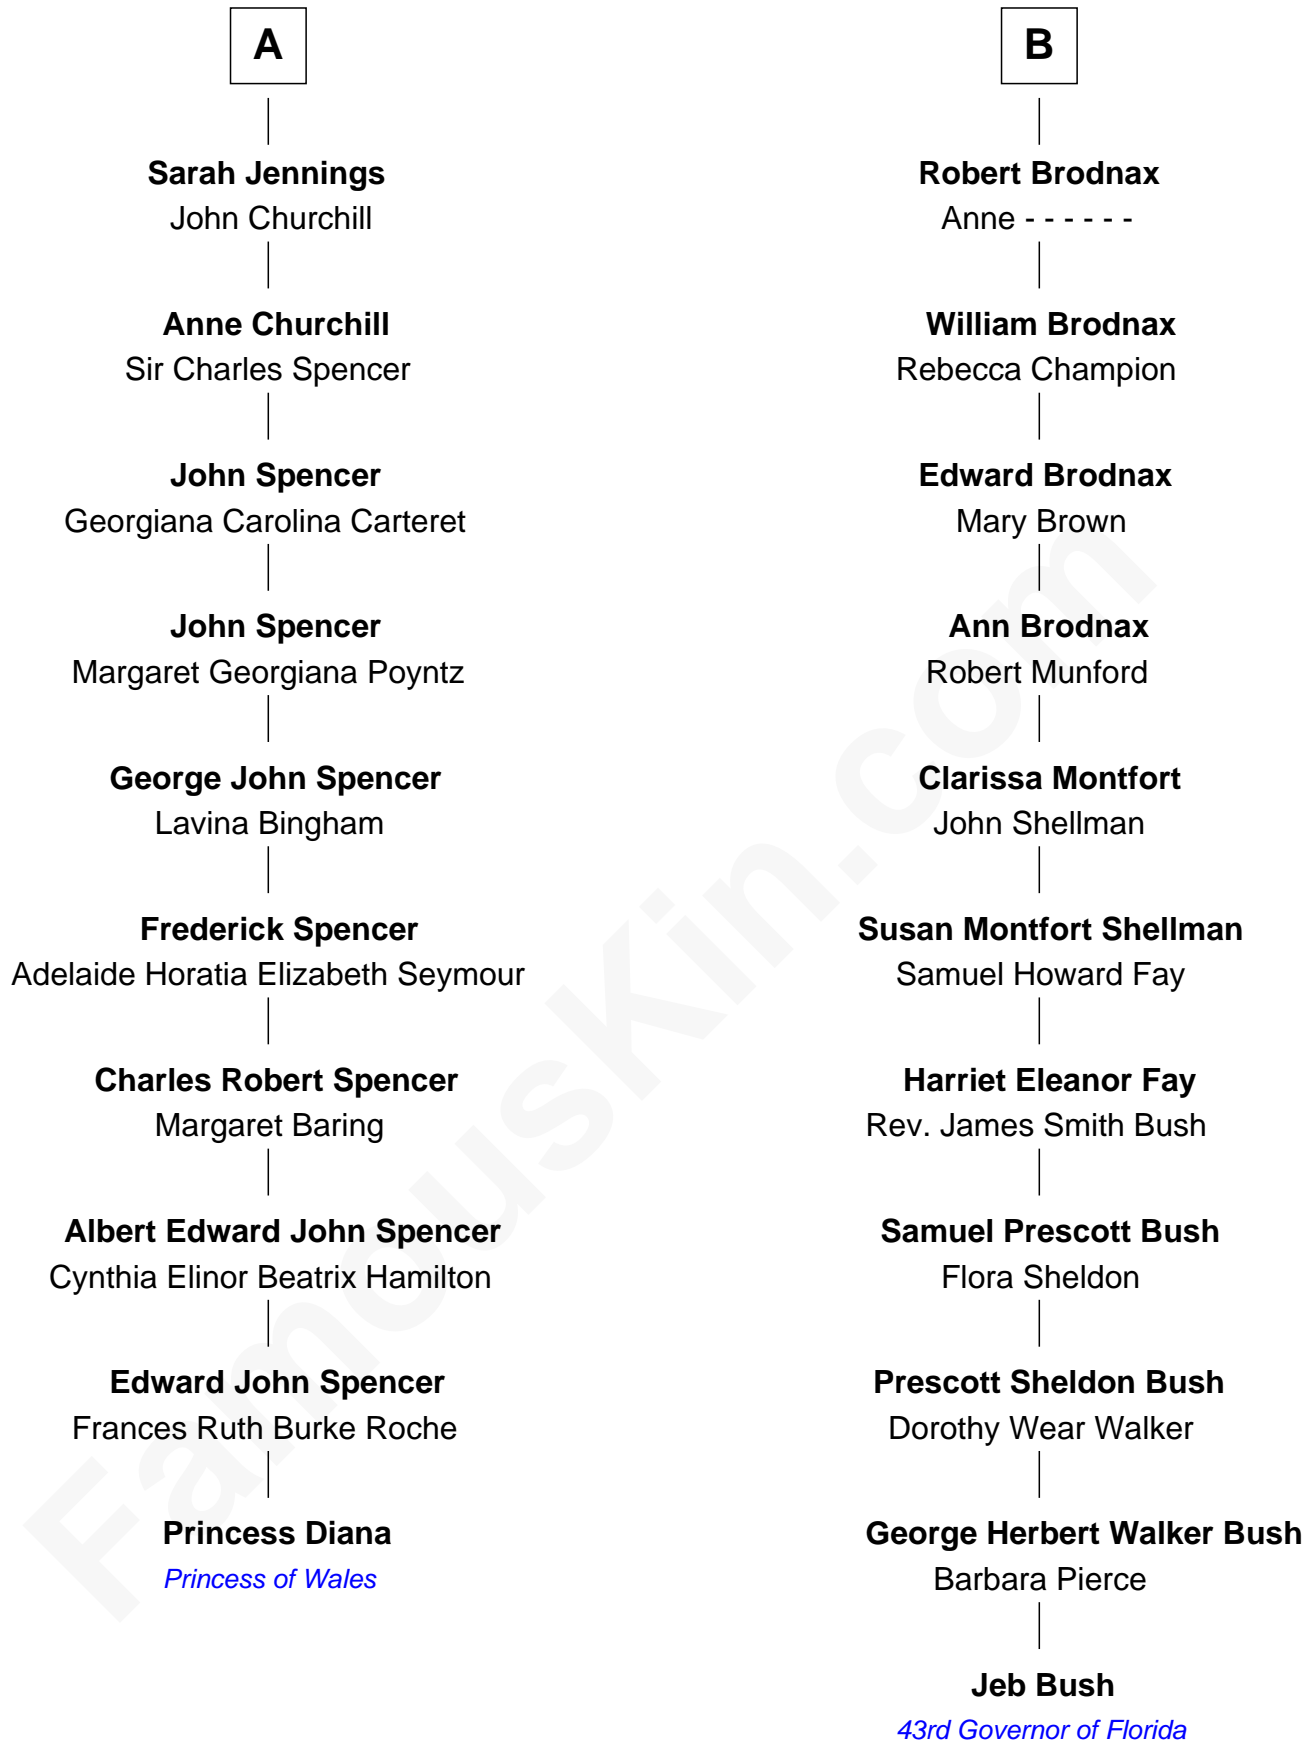 A
Sarah Jennings
John Churchill
Anne Churchill
Sir Charles Spencer
John Spencer
Georgiana Carolina Carteret
John Spencer
Margaret Georgiana Poyntz
George John Spencer
Lavina Bingham
Frederick Spencer
Adelaide Horatia Elizabeth Seymour
Charles Robert Spencer
Margaret Baring
Albert Edward John Spencer
Cynthia Elinor Beatrix Hamilton
Edward John Spencer
Frances Ruth Burke Roche
Princess Diana
Princess of Wales
B
Robert Brodnax
Anne - - - - - -
William Brodnax
Rebecca Champion
Edward Brodnax
Mary Brown
Ann Brodnax
Robert Munford
Clarissa Montfort
John Shellman
Susan Montfort Shellman
Samuel Howard Fay
Harriet Eleanor Fay
Rev. James Smith Bush
Samuel Prescott Bush
Flora Sheldon
Prescott Sheldon Bush
Dorothy Wear Walker
George Herbert Walker Bush
Barbara Pierce
Jeb Bush
43rd Governor of Florida
FamousKin.com